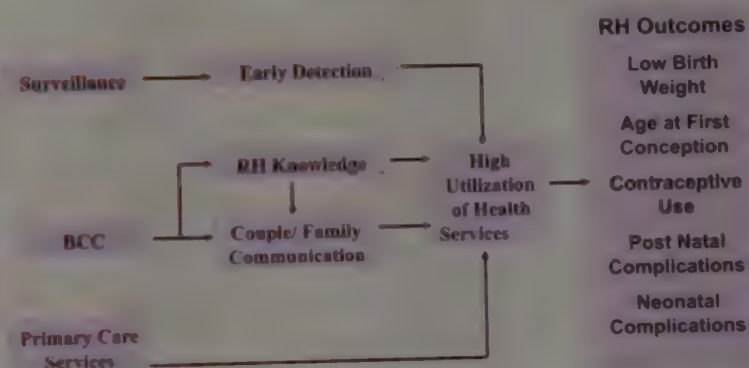 Surveillance
Early Detection
RH Knowledge
BCC
Couple/ Family
Communication
Primary Care
Services
High
Utilization
of Health
Services
RH Outcomes
Low Birth
Weight
Age at First
Conception
Contraceptive
Use
Post Natal
Complications
Neonatal
Complications